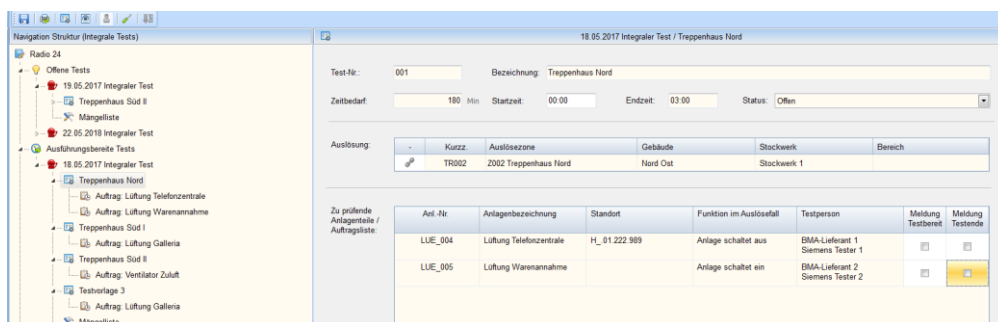 Navigation Struktur (Integrale Tests)
Radio 24
Offene Tests
19.05.2017 Integraler Test
Treppenhaus Süd II
Mängelliste
22.05.2018 Integraler Test
Ausführungsbereite Tests
18.05.2017 Integraler Test
Treppenhaus Nord
Auftrag: Lüftung Telefonzentrale
Auftrag: Lüftung Warenannahme
Treppenhaus Süd I
Auftrag: Lüftung Galleria
Treppenhaus Süd II
Auftrag: Ventilator Zuluft
Testvorlage 3
Auftrag: Lüftung Galleria
Mängelliste
18.05.2017 Integraler Test / Treppenhaus Nord
Test-Nr.: 001 Bezeichnung: Treppenhaus Nord
Zeitbedarf: 180 Min Startzeit: 00:00 Endzeit: 03:00 Status: Offen
Auslösung:
- Kurzz. Auslösezone Gebäude Stockwerk Bereich
TR002 Z002 Treppenhaus Nord Nord Ost Stockwerk 1
Zu prüfende
Anlagenteile /
Auftragsliste:
Anl.-Nr. Anlagenbezeichnung Standort Funktion im Auslösefall Testperson Meldung Testbereit Meldung Testende
LUE_004 Lüftung Telefonzentrale H_.01.222.989 Anlage schaltet aus BMA-Lieferant 1
Siemens Tester 1
LUE_005 Lüftung Warenannahme Anlage schaltet ein BMA-Lieferant 2
Siemens Tester 2